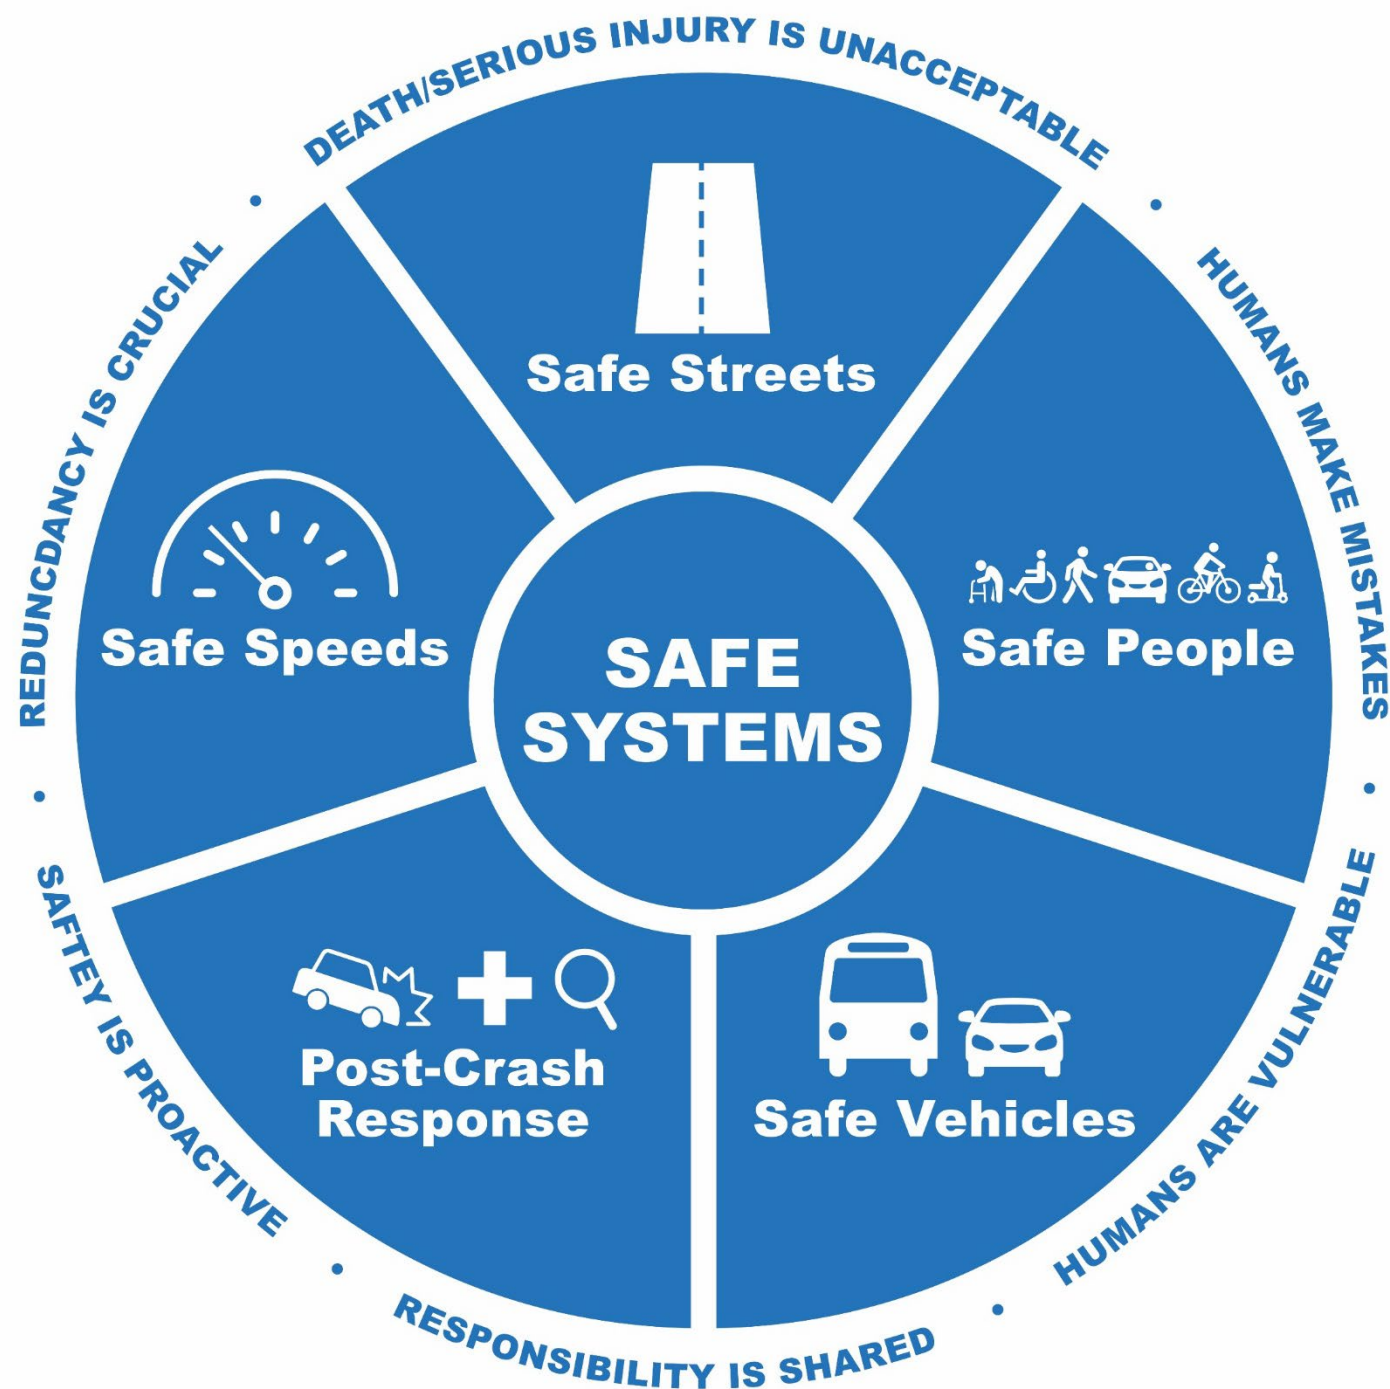 DEATH/SERIOUS INJURY IS UNACCEPTABLE
HUMANS MAKE MISTAKES
HUMANS ARE VULNERABLE
RESPONSIBILITY IS SHARED
SAFTEY IS PROACTIVE
REDUNCDANCY IS CRUCIAL
Safe Streets
Safe People
Safe Vehicles
Post-Crash
Response
Safe Speeds
SAFE
SYSTEMS